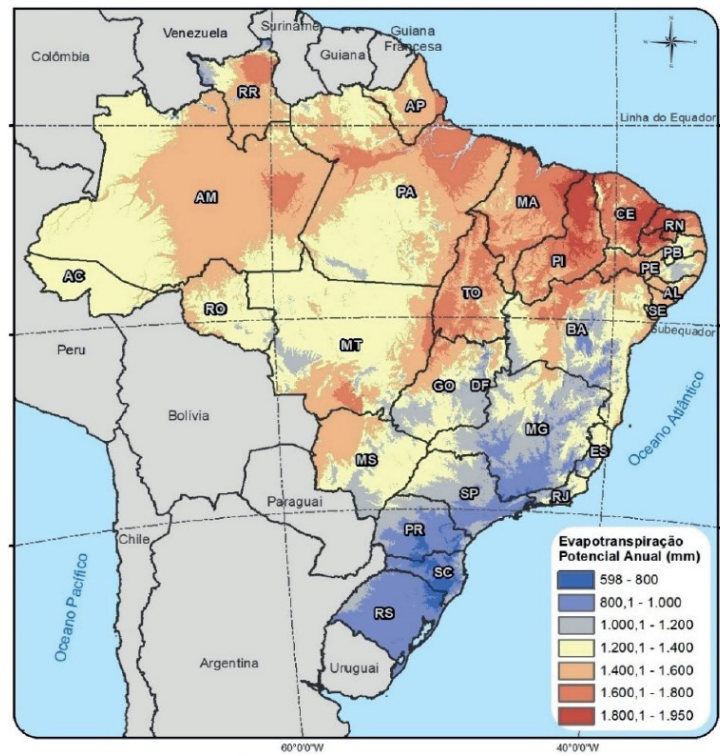 Suriname
Venezuela
Guiana
Francesa
Colômbia
Guiana
RR
AP
Linha do Equador
AM
PA
MA
CE
RN
PB
PI
PE
AC
AL
TO
SE
RO
BA
Subequador
Peru
MT
GO
DF
Bolívia
MG
Oceano Atlântico
ES
MS
SP
RJ
Paraguai
Chile
PR
SC
Oceano Pacífico
RS
Argentina
Uruguai
Evapotranspiração
Potencial Anual (mm)
598 - 800
800,1 - 1.000
1.000,1 - 1.200
1.200,1 - 1.400
1.400,1 - 1.600
1.600,1 - 1.800
1.800,1 - 1.950
60°0'0"W
40°0'0"W